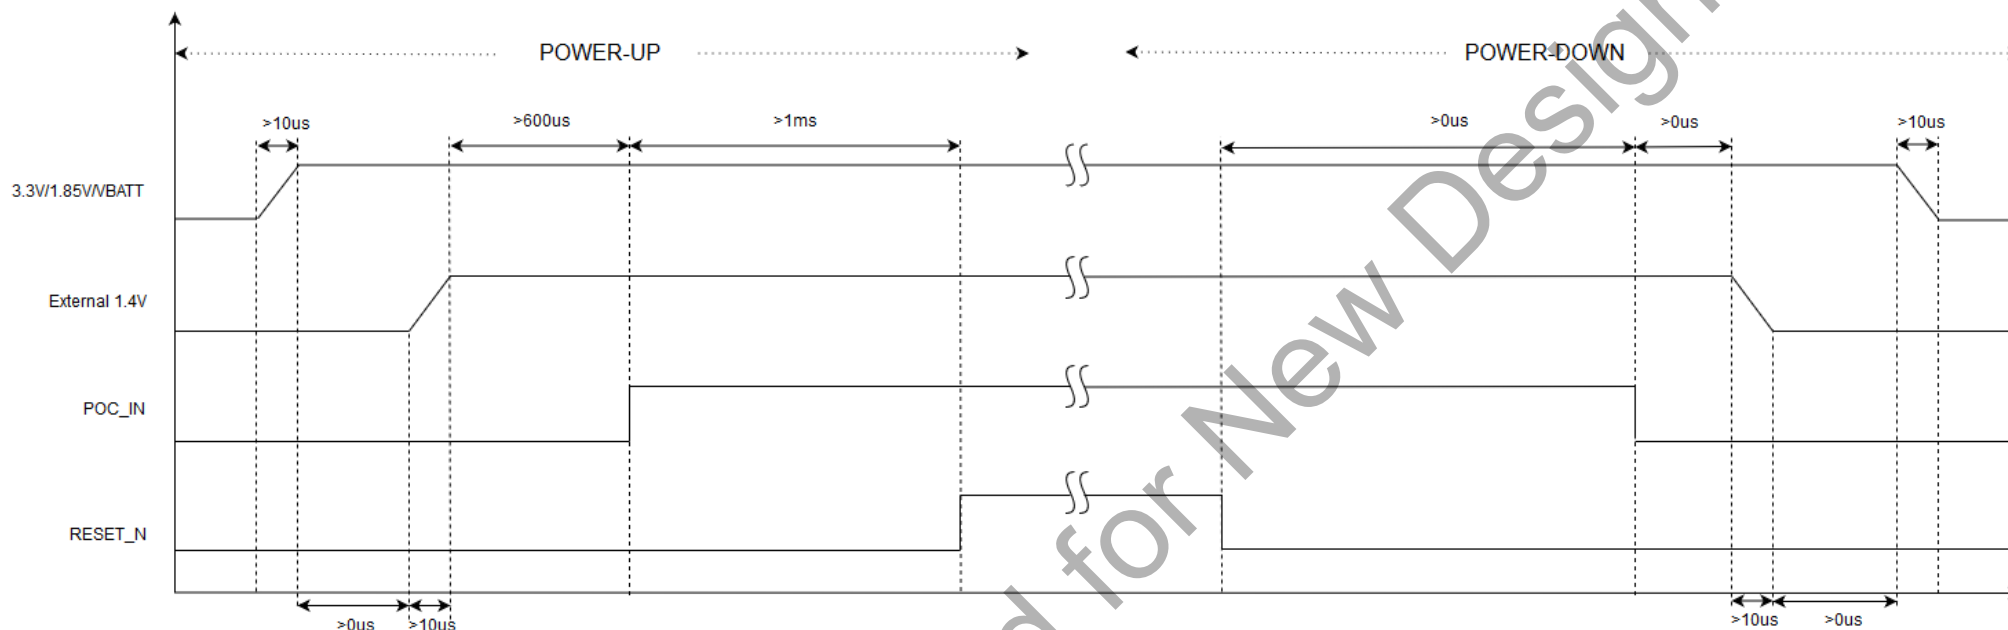 POWER-UP
POWER-DOWN
>10us
>600us
>1ms
>0us
>0us
>10us
3.3V/1.85V/VBATT
External 1.4V
POC_IN
RESET_N
>0us
>10us
>10us
>0us
d for New Design